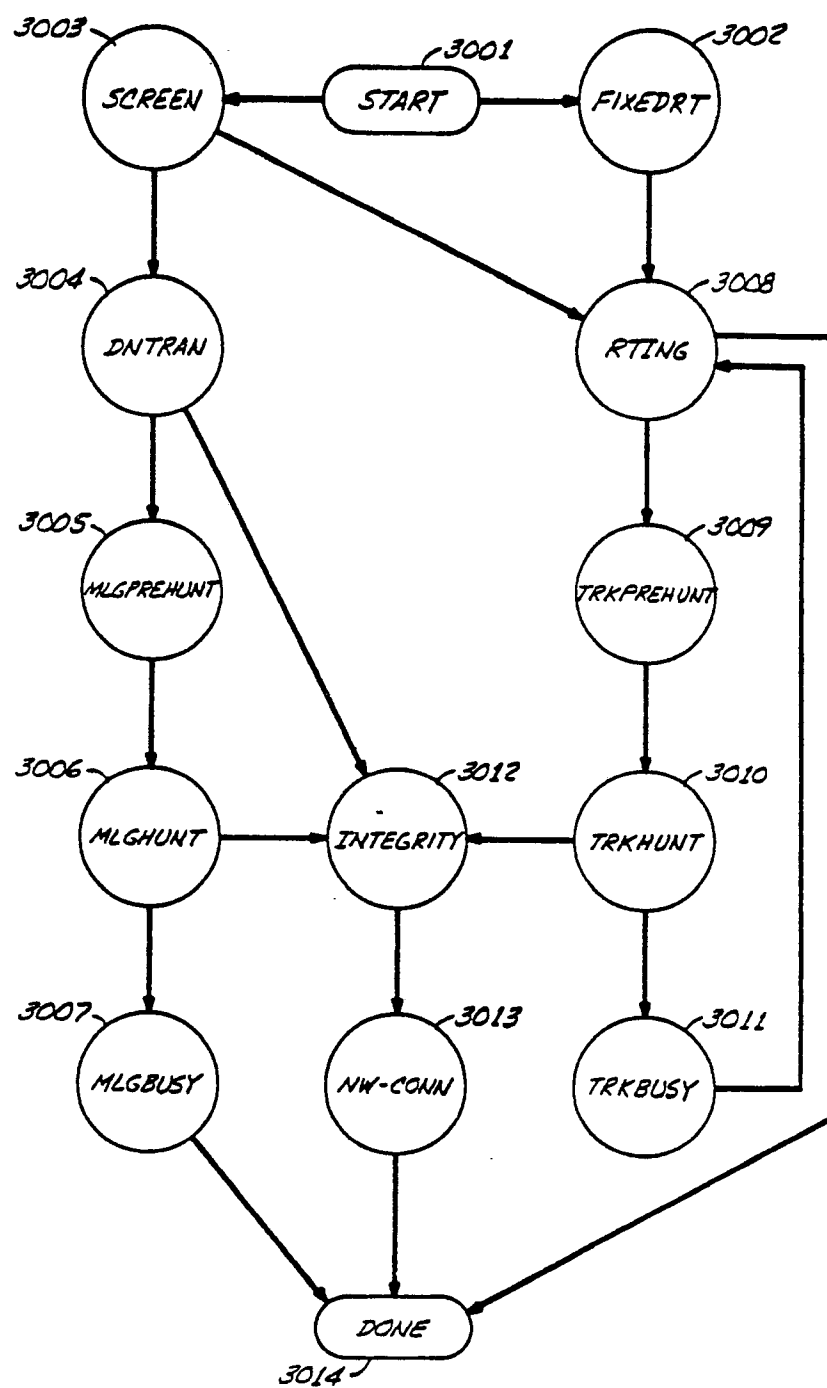 3003
3001
3002
SCREEN
START
FIXEDRT
3004
3008
DNTRAN
RTING
3005
3009
MLGPREHUNT
TRKPREHUNT
3006
3012
3010
MLGHUNT
INTEGRITY
TRKHUNT
3007
3013
3011
MLGBUSY
NW-CONN
TRKBUSY
DONE
3014